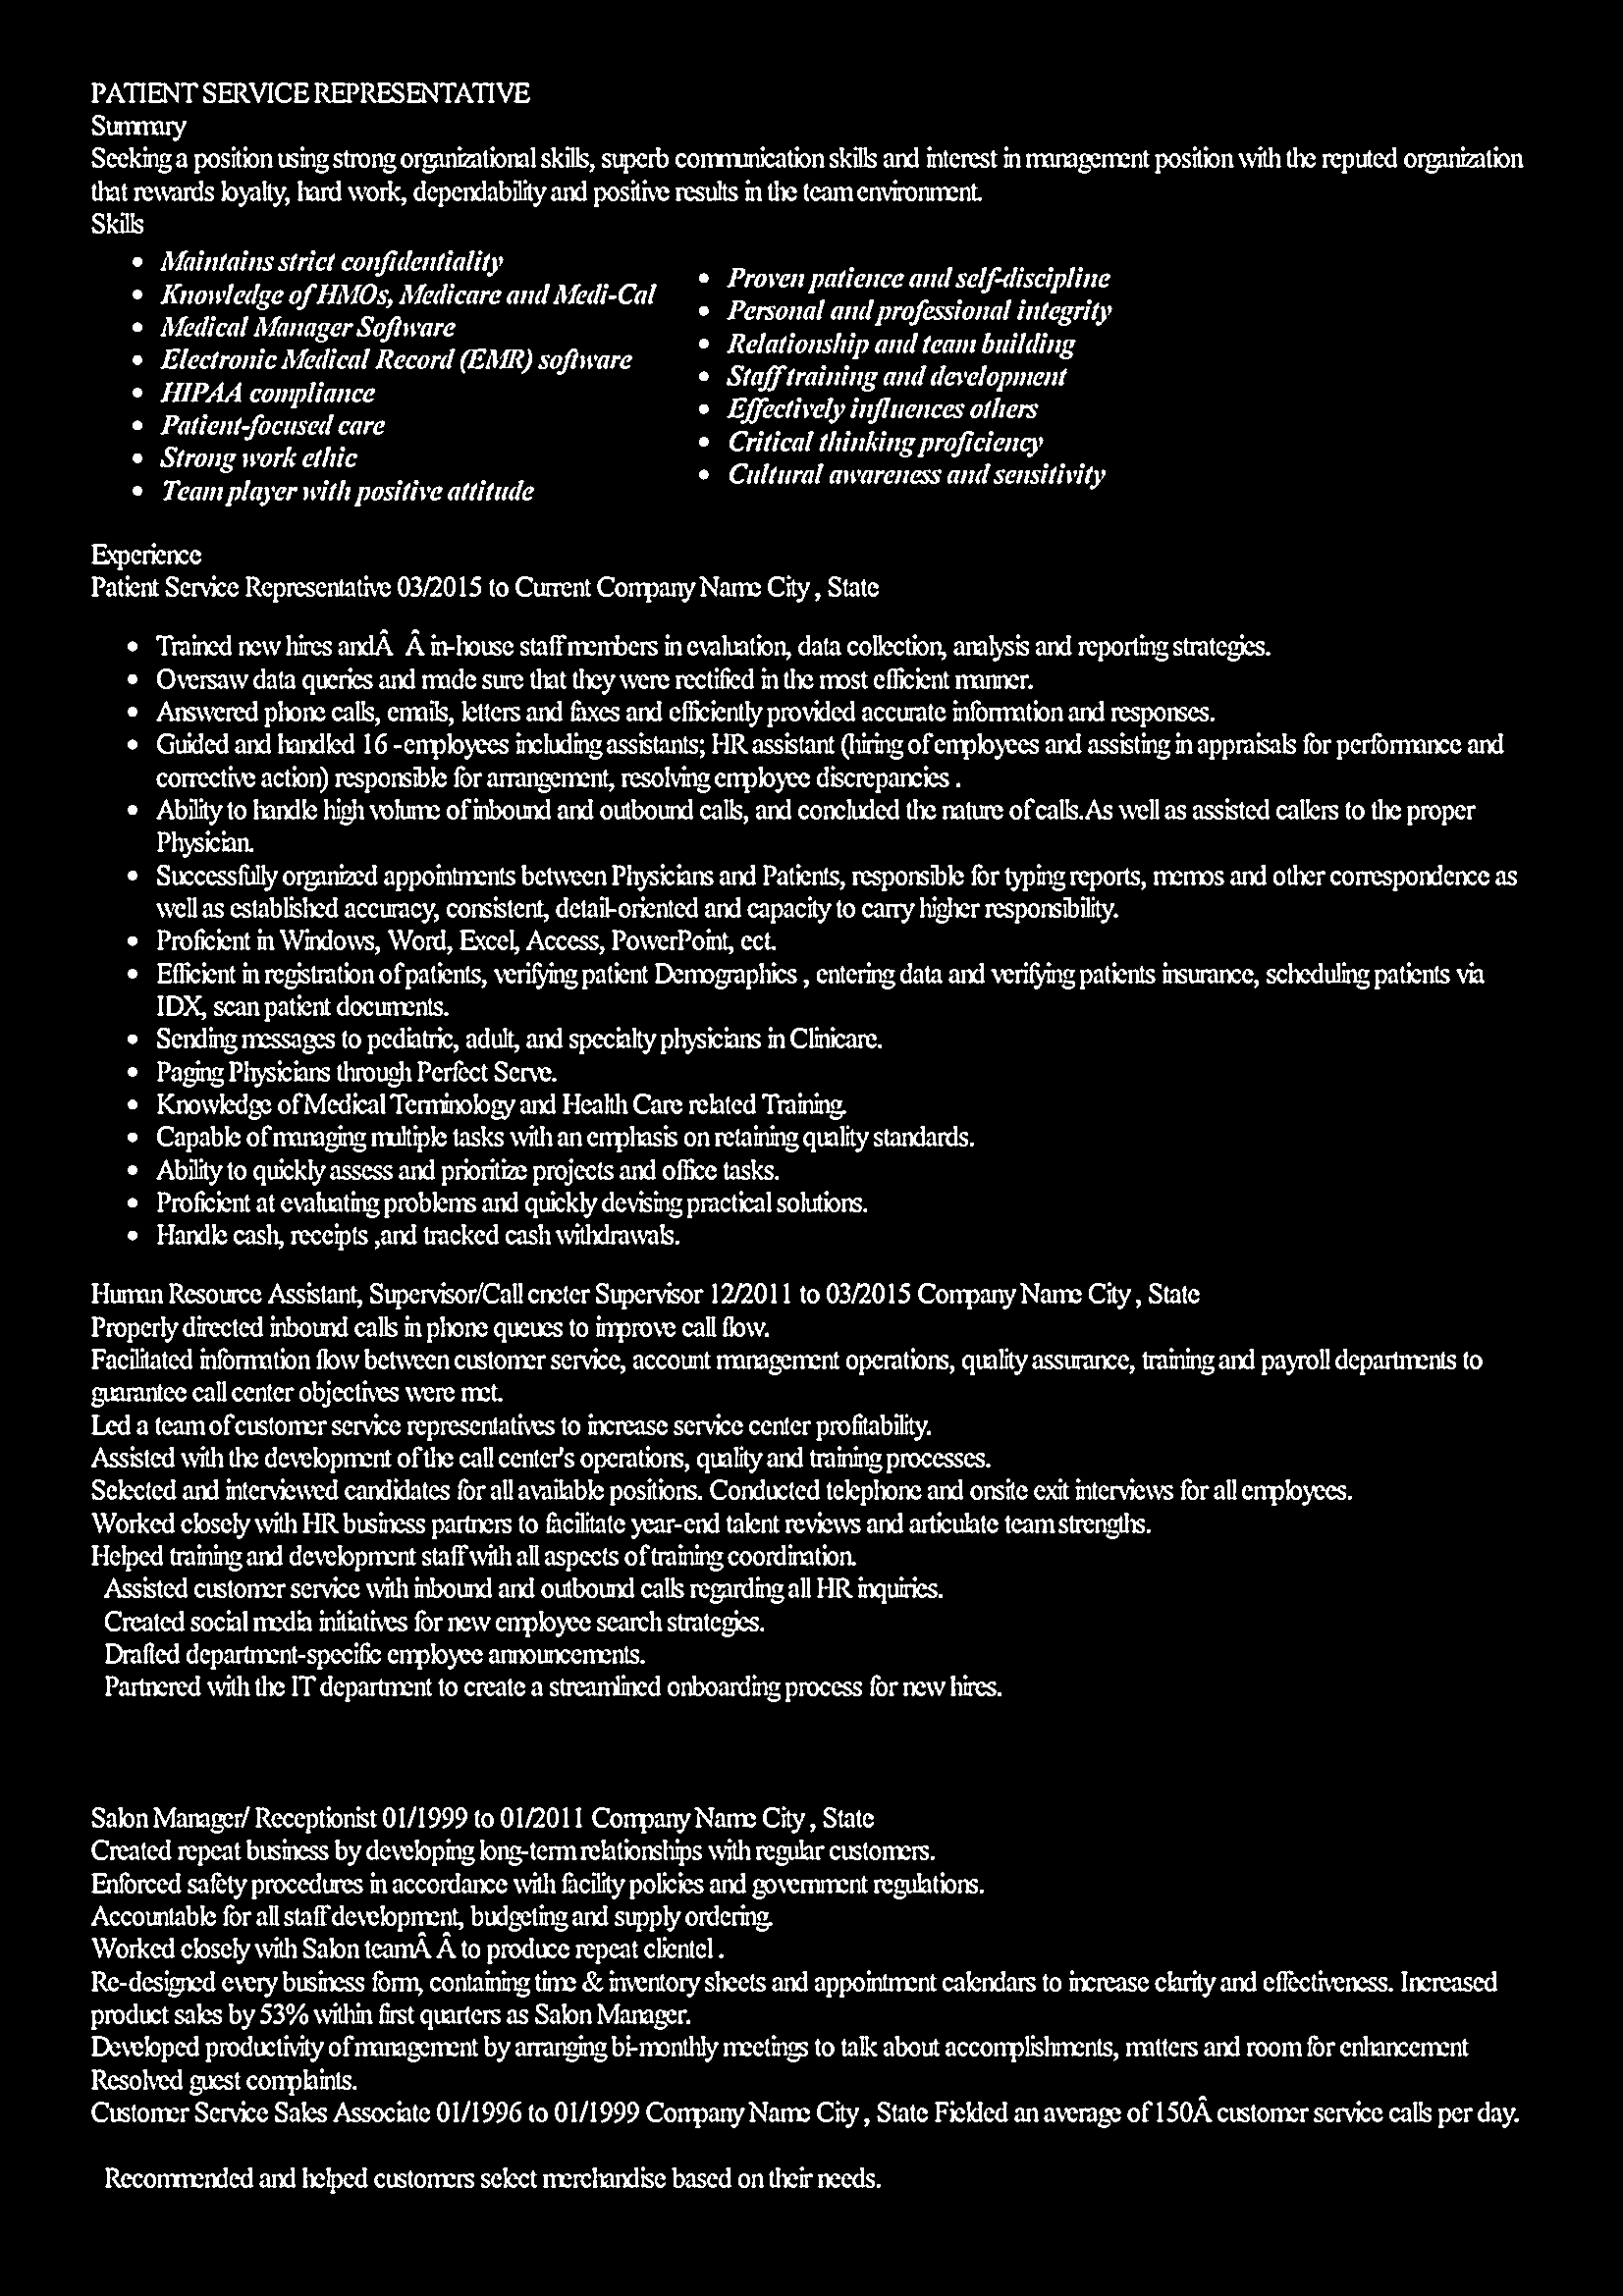 PATIENT SERVICE REPRESENTATIVE
Summary
Seeking a position using strong organizational skills, superb communication skills and interest in management position with the reputed organization
that rewards loyalty, hard work, dependability and positive results in the team environment.
Skills
• Maintains strict confidentiality
• Knowledge of HMOs, Medicare and Medi-Cal
• Medical Manager Software
• Electronic Medical Record (EMR) software
• HIPAA compliance
• Patient-focused care
• Strong work ethic
• Team player with positive attitude
• Proven patience and self-discipline
• Personal and professional integrity
• Relationship and team building
• Staff training and development
• Effectively influences others
• Critical thinking proficiency
• Cultural awareness and sensitivity
Experience
Patient Service Representative 03/2015 to Current Company Name City , State
• Trained new hires andÂ Â in-house staff members in evaluation, data collection, analysis and reporting strategies.
• Oversaw data queries and made sure that they were rectified in the most efficient manner.
• Answered phone calls, emails, letters and faxes and efficiently provided accurate information and responses.
• Guided and handled 16 -employees including assistants; HR assistant (hiring of employees and assisting in appraisals for performance and
corrective action) responsible for arrangement, resolving employee discrepancies .
• Ability to handle high volume of inbound and outbound calls, and concluded the nature of calls.As well as assisted callers to the proper
Physician.
• Successfully organized appointments between Physicians and Patients, responsible for typing reports, memos and other correspondence as
well as established accuracy, consistent, detail-oriented and capacity to carry higher responsibility.
• Proficient in Windows, Word, Excel, Access, PowerPoint, ect.
• Efficient in registration of patients, verifying patient Demographics , entering data and verifying patients insurance, scheduling patients via
IDX, scan patient documents.
• Sending messages to pediatric, adult, and specialty physicians in Clinicare.
• Paging Physicians through Perfect Serve.
• Knowledge of Medical Terminology and Health Care related Training.
• Capable of managing multiple tasks with an emphasis on retaining quality standards.
• Ability to quickly assess and prioritize projects and office tasks.
• Proficient at evaluating problems and quickly devising practical solutions.
• Handle cash, receipts ,and tracked cash withdrawals.
Human Resource Assistant, Supervisor/Call cneter Supervisor 12/2011 to 03/2015 Company Name City , State
Properly directed inbound calls in phone queues to improve call flow.
Facilitated information flow between customer service, account management operations, quality assurance, training and payroll departments to
guarantee call center objectives were met.
Led a team of customer service representatives to increase service center profitability.
Assisted with the development of the call center's operations, quality and training processes.
Selected and interviewed candidates for all available positions. Conducted telephone and onsite exit interviews for all employees.
Worked closely with HR business partners to facilitate year-end talent reviews and articulate team strengths.
Helped training and development staff with all aspects of training coordination.
Assisted customer service with inbound and outbound calls regarding all HR inquiries.
Created social media initiatives for new employee search strategies.
Drafted department-specific employee announcements.
Partnered with the IT department to create a streamlined onboarding process for new hires.
Salon Manager/ Receptionist 01/1999 to 01/2011 Company Name City , State
Created repeat business by developing long-term relationships with regular customers.
Enforced safety procedures in accordance with facility policies and government regulations.
Accountable for all staff development, budgeting and supply ordering.
Worked closely with Salon teamÂ Â to produce repeat clientel .
Re-designed every business form, containing time & inventory sheets and appointment calendars to increase clarity and effectiveness. Increased
product sales by 53% within first quarters as Salon Manager.
Developed productivity of management by arranging bi-monthly meetings to talk about accomplishments, matters and room for enhancement
Resolved guest complaints.
Customer Service Sales Associate 01/1996 to 01/1999 Company Name City , State Fielded an average of 150Â customer service calls per day.
Recommended and helped customers select merchandise based on their needs.